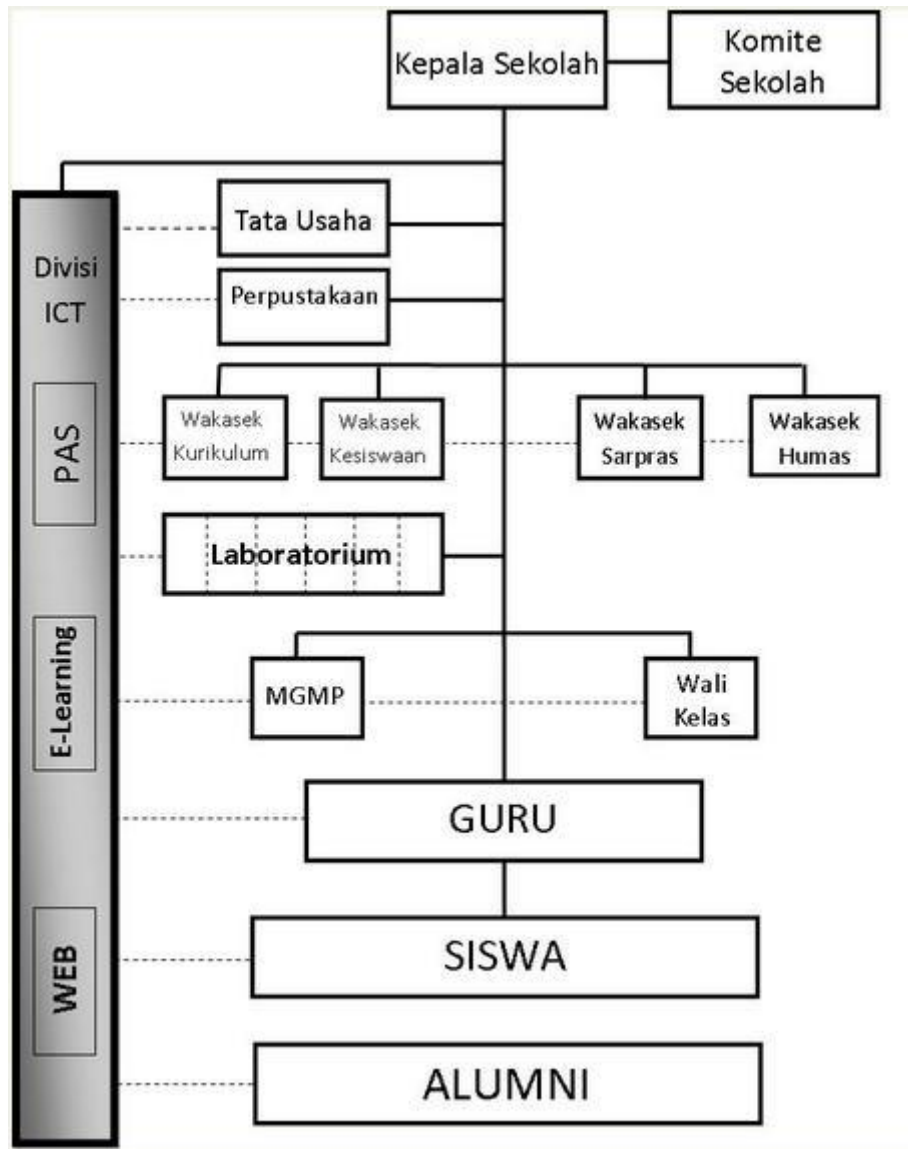 Kepala Sekolah
Komite
Sekolah
Divisi
ICT
Tata Usaha
Perpustakaan
PAS
Wakasek
Kurikulum
Wakasek
Kesiswaan
Wakasek
Sarpras
Wakasek
Humas
Laboratorium
E-Learning
MGMP
Wali
Kelas
GURU
WEB
SISWA
ALUMNI